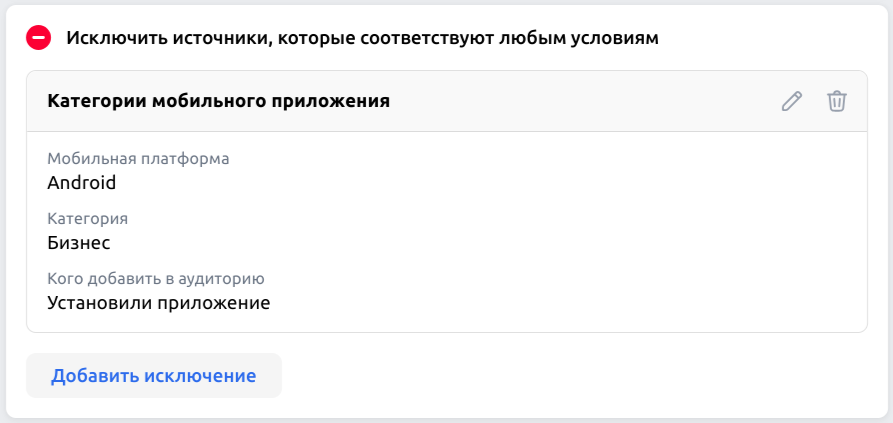 Исключить источники, которые соответствуют любым условиям
Категории мобильного приложения
Мобильная платформа
Android
Категория
Бизнес
Кого добавить в аудиторию
Установили приложение
Добавить исключение